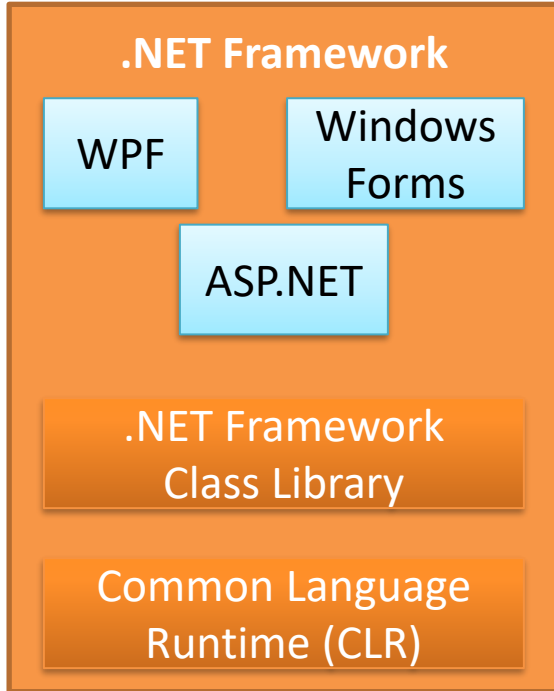 .NET Framework
WPF
Windows
Forms
ASP.NET
.NET Framework
Class Library
Common Language
Runtime (CLR)